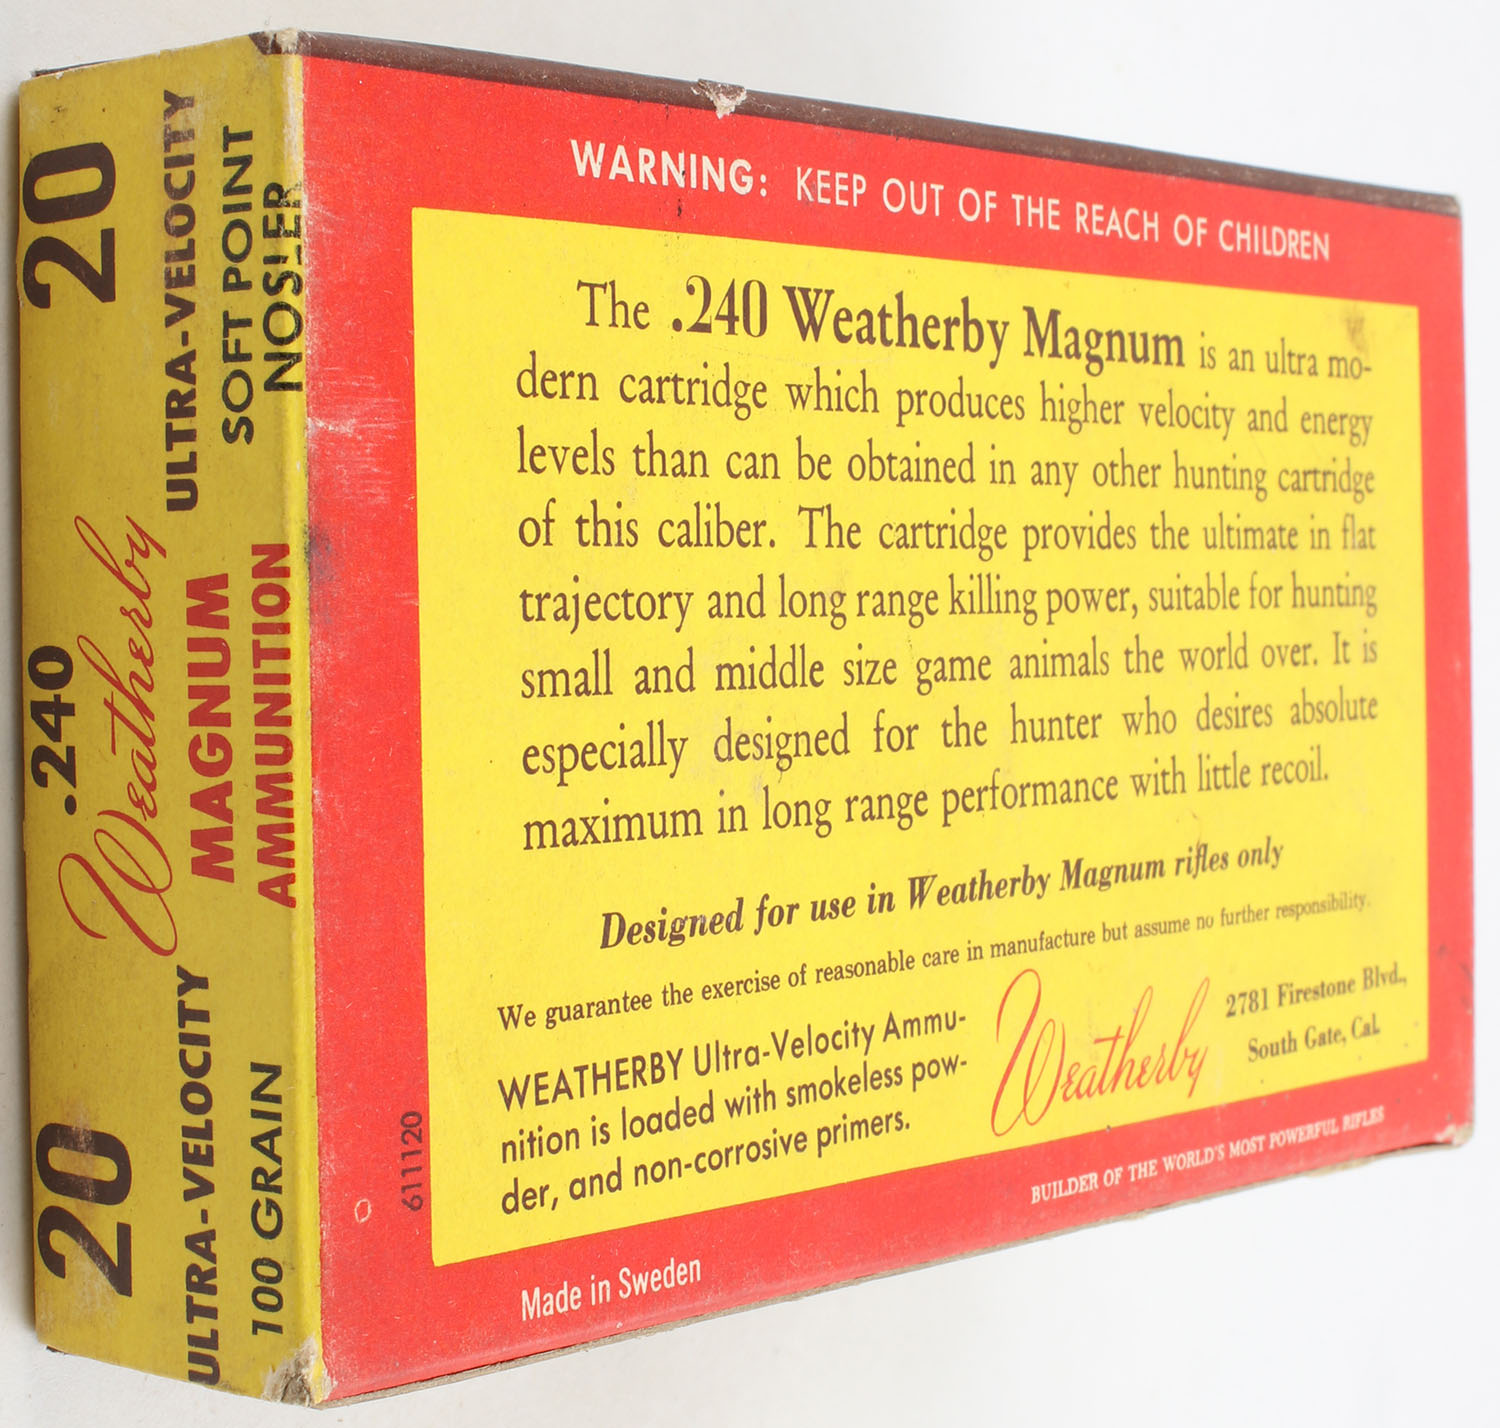 20 .240 20
Weatherby
ULTRA-VELOCITY MAGNUM ULTRA-VELOCITY
100 GRAIN AMMUNITION SOFT POINT
NOSLER
WARNING: KEEP OUT OF THE REACH OF CHILDREN
The .240 Weatherby Magnum is an ultra mo-
dern cartridge which produces higher velocity and energy
levels than can be obtained in any other hunting cartridge
of this caliber. The cartridge provides the ultimate in flat
trajectory and long range killing power, suitable for hunting
small and middle size game animals the world over. It is
especially designed for the hunter who desires absolute
maximum in long range performance with little recoil.
Designed for use in Weatherby Magnum rifles only
We guarantee the exercise of reasonable care in manufacture but assume no further responsibility.
WEATHERBY Ultra-Velocity Ammu-
nition is loaded with smokeless pow-
der, and non-corrosive primers.
Weatherby
2781 Firestone Blvd.,
South Gate, Cal.
611120
Made in Sweden
BUILDER OF THE WORLD'S MOST POWERFUL RIFLES